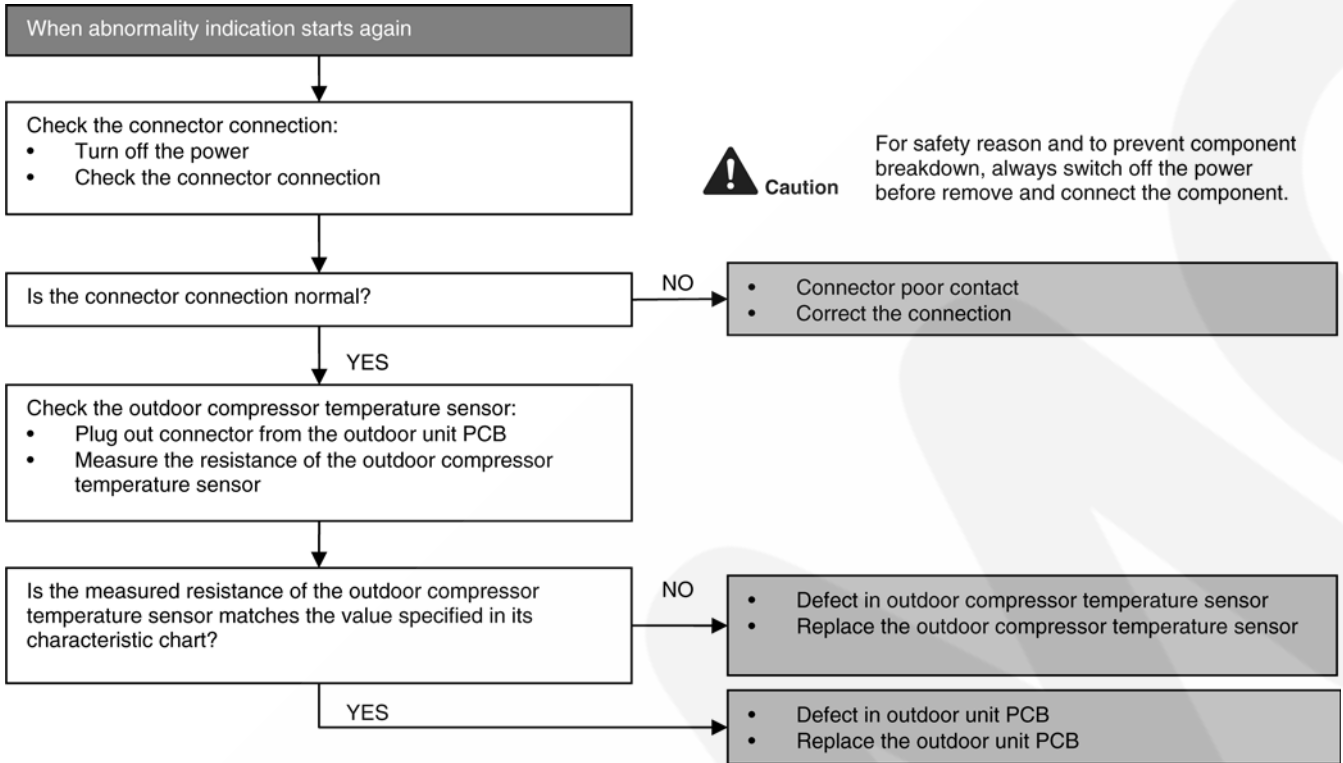 When abnormality indication starts again
Check the connector connection:
• Turn off the power
• Check the connector connection
Caution
For safety reason and to prevent component
breakdown, always switch off the power
before remove and connect the component.
Is the connector connection normal?
NO
• Connector poor contact
• Correct the connection
YES
Check the outdoor compressor temperature sensor:
• Plug out connector from the outdoor unit PCB
• Measure the resistance of the outdoor compressor
temperature sensor
Is the measured resistance of the outdoor compressor
temperature sensor matches the value specified in its
characteristic chart?
NO
• Defect in outdoor compressor temperature sensor
• Replace the outdoor compressor temperature sensor
YES
• Defect in outdoor unit PCB
• Replace the outdoor unit PCB